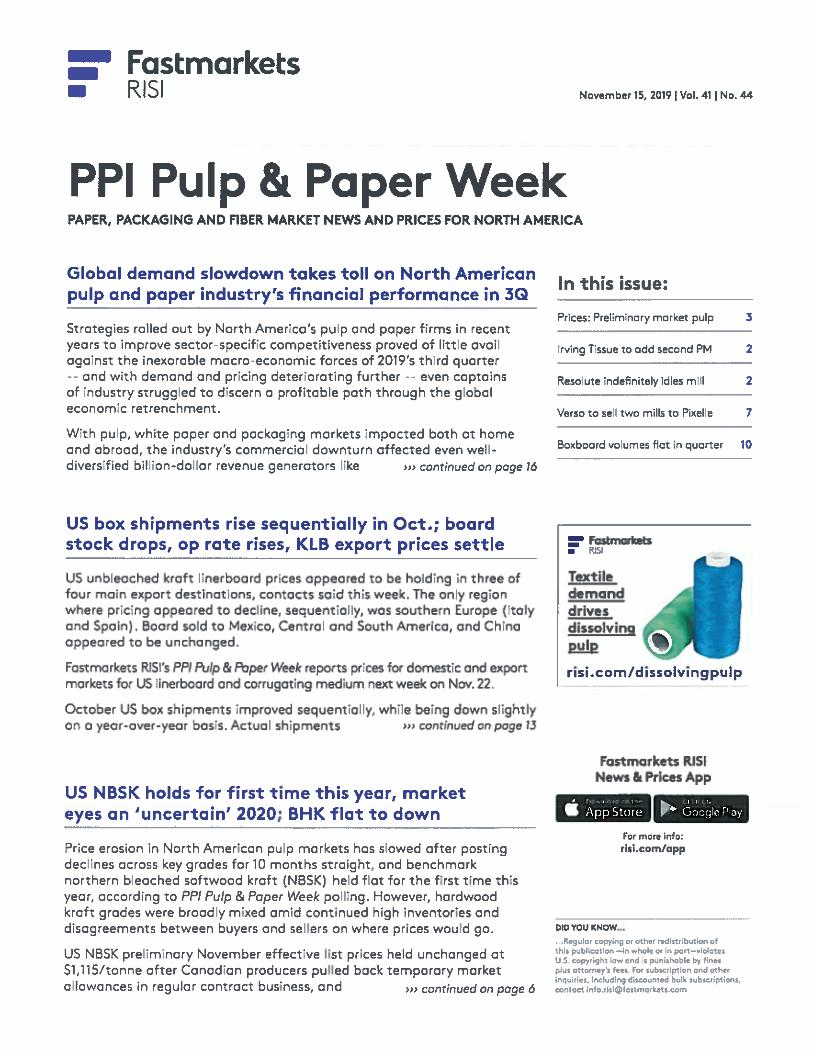 Fastmarkets
RISI
November 15, 2019 | Vol. 41 | No. 44
PPI Pulp & Paper Week
PAPER, PACKAGING AND FIBER MARKET NEWS AND PRICES FOR NORTH AMERICA
Global demand slowdown takes toll on North American
pulp and paper industry's financial performance in 3Q
Strategies rolled out by North America's pulp and paper firms in recent
years to improve sector-specific competitiveness proved of little avail
against the inexorable macro-economic forces of 2019's third quarter
-- and with demand and pricing deteriorating further -- even captains
of industry struggled to discern a profitable path through the global
economic retrenchment.
With pulp, white paper and packaging markets impacted both at home
and abroad, the industry's commercial downturn affected even well-
diversified billion-dollar revenue generators like ››› continued on page 16
US box shipments rise sequentially in Oct.; board
stock drops, op rate rises, KLB export prices settle
US unbleached kraft linerboard prices appeared to be holding in three of
four main export destinations, contacts said this week. The only region
where pricing appeared to decline, sequentially, was southern Europe (Italy
and Spain). Board sold to Mexico, Central and South America, and China
appeared to be unchanged.
Fastmarkets RISI's PPI Pulp & Paper Week reports prices for domestic and export
markets for US linerboard and corrugating medium next week on Nov. 22.
October US box shipments improved sequentially, while being down slightly
on a year-over-year basis. Actual shipments ››› continued on page 13
US NBSK holds for first time this year, market
eyes an 'uncertain' 2020; BHK flat to down
Price erosion in North American pulp markets has slowed after posting
declines across key grades for 10 months straight, and benchmark
northern bleached softwood kraft (NBSK) held flat for the first time this
year, according to PPI Pulp & Paper Week polling. However, hardwood
kraft grades were broadly mixed amid continued high inventories and
disagreements between buyers and sellers on where prices would go.
US NBSK preliminary November effective list prices held unchanged at
$1,115/tonne after Canadian producers pulled back temporary market
allowances in regular contract business, and ››› continued on page 6
In this issue:
Prices: Preliminary market pulp 3
Irving Tissue to add second PM 2
Resolute indefinitely idles mill 2
Verso to sell two mills to Pixelle 7
Boxboard volumes flat in quarter 10
Fastmarkets
RISI
Textile
demand
drives
dissolving
pulp
risi.com/dissolvingpulp
Fastmarkets RISI
News & Prices App
App Store
Google Play
For more info:
risi.com/app
DID YOU KNOW...
...Regular copying or other redistribution of
this publication —in whole or in part—violates
U.S. copyright law and is punishable by fines
plus attorney's fees. For subscription and other
inquiries, including discounted bulk subscriptions,
contact info.risi@fastmarkets.com